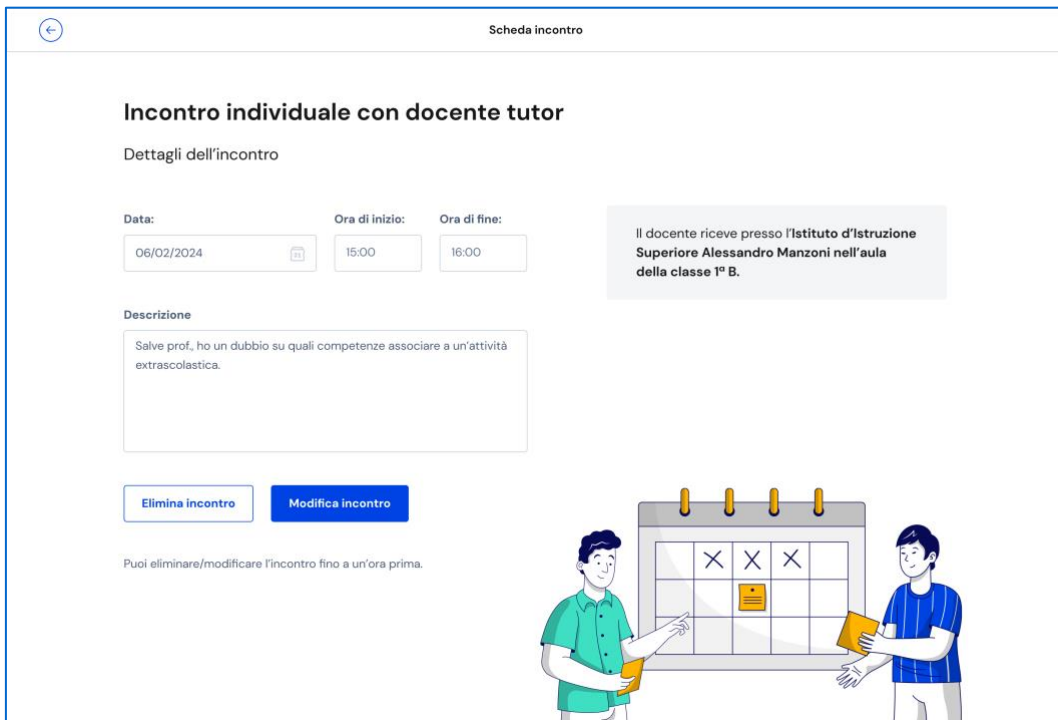 Scheda incontro
Incontro individuale con docente tutor
Dettagli dell'incontro
Data:
Ora di inizio:
Ora di fine:
06/02/2024
15:00
16:00
Il docente riceve presso l'Istituto d'Istruzione
Superiore Alessandro Manzoni nell'aula
della classe 1ª B.
Descrizione
Salve prof., ho un dubbio su quali competenze associare a un'attività
extrascolastica.
Elimina incontro
Modifica incontro
Puoi eliminare/modificare l'incontro fino a un'ora prima.